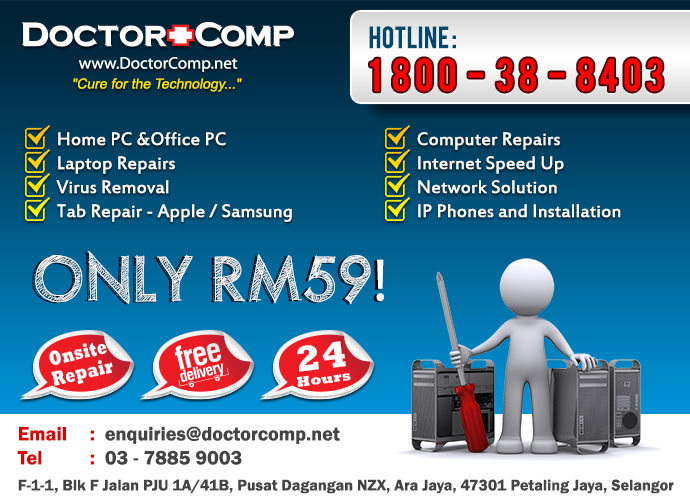 DOCTOR COMP
www.DoctorComp.net
"Cure for the Technology..."
HOTLINE:
1800 - 38 - 8403
Home PC &Office PC
Laptop Repairs
Virus Removal
Tab Repair - Apple / Samsung
Computer Repairs
Internet Speed Up
Network Solution
IP Phones and Installation
ONLY RM59!
Onsite
Repair
free
delivery
24
Hours
Email : enquiries@doctorcomp.net
Tel : 03 - 7885 9003
F-1-1, Blk F Jalan PJU 1A/41B, Pusat Dagangan NZX, Ara Jaya, 47301 Petaling Jaya, Selangor